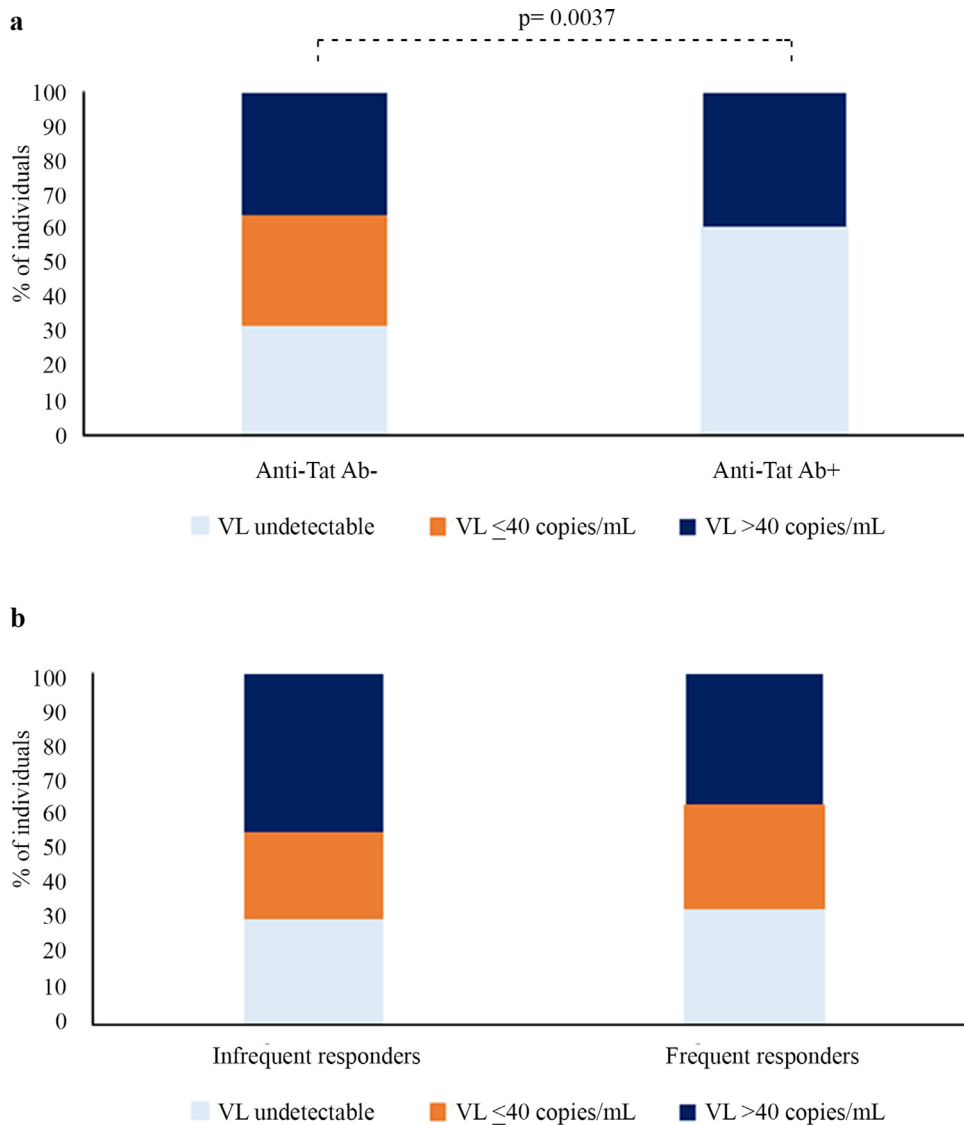 a
p= 0.0037
% of individuals
100
90
80
70
60
50
40
30
20
10
0
Anti-Tat Ab-
Anti-Tat Ab+
VL undetectable
VL ≤40 copies/mL
VL >40 copies/mL
b
% of individuals
100
90
80
70
60
50
40
30
20
10
0
Infrequent responders
Frequent responders
VL undetectable
VL ≤40 copies/mL
VL >40 copies/mL